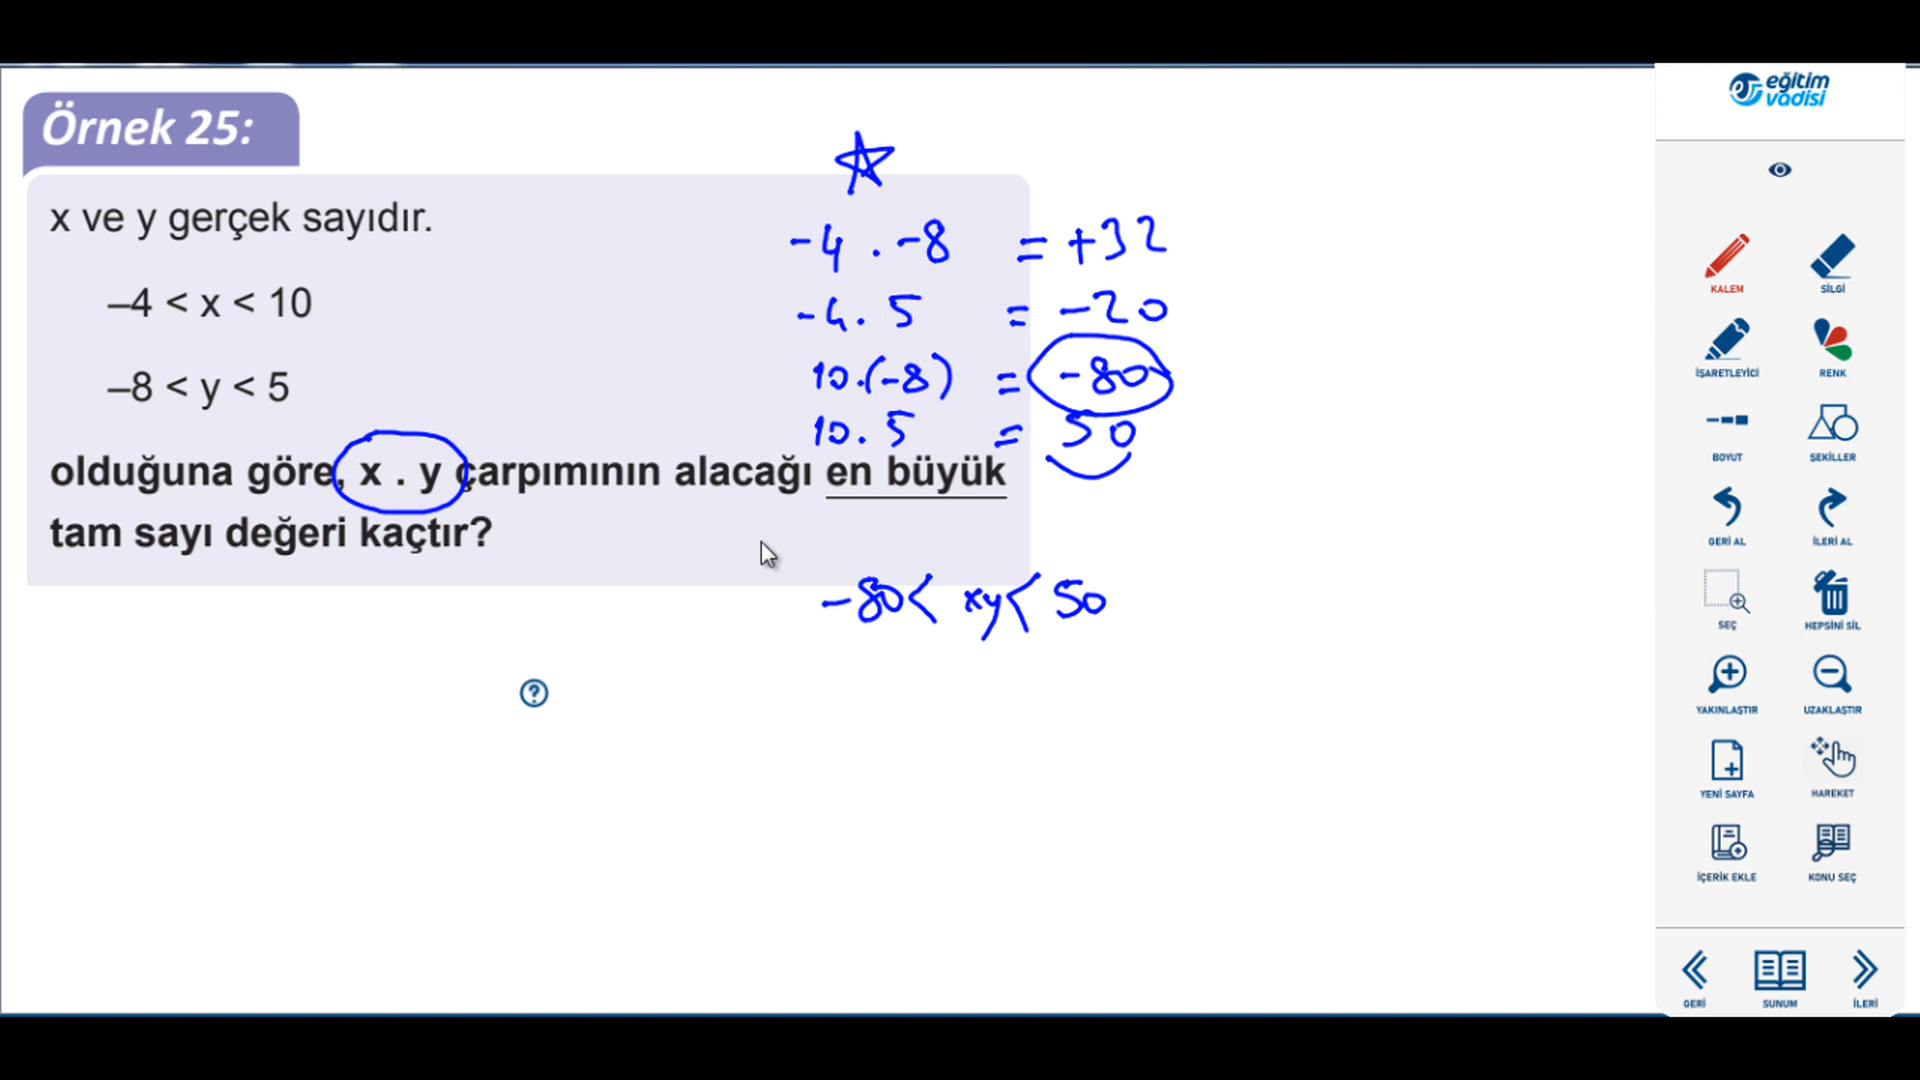 Örnek 25:
x ve y gerçek sayıdır.
–4 < x < 10
–8 < y < 5
olduğuna göre, x . y çarpımının alacağı en büyük
tam sayı değeri kaçtır?
-4 . -8 = +32
-4 . 5 = -20
10.(-8) = -80
10 . 5 = 50
-80 < xy < 50
eğitim
vadisi
KALEM
SİLGİ
İŞARETLEYİCİ
RENK
BOYUT
ŞEKİLLER
GERİ AL
İLERİ AL
SEÇ
HEPSİNİ SİL
YAKINLAŞTIR
UZAKLAŞTIR
YENİ SAYFA
HAREKET
İÇERİK EKLE
KONU SEÇ
GERİ
SUNUM
İLERİ